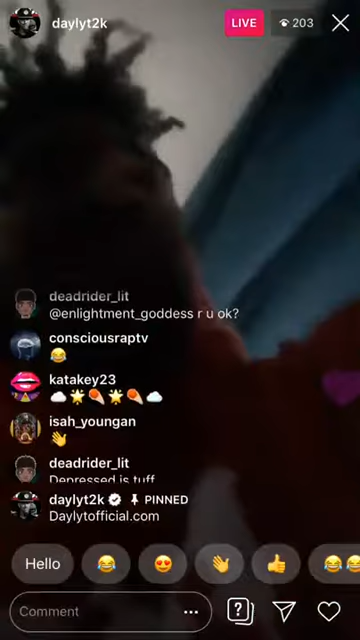 daylyt2k
LIVE
203
deadrider_lit
@enlightment_goddess r u ok?
consciousraptv
😂
katakey23
☁️🌟🏓🌟🏓☁️
isah_youngan
👋
deadrider_lit
Depressed is tuff
daylyt2k PINNED
Daylytofficial.com
Hello 😂 😍 👋 👍 😂😂
Comment ...
?